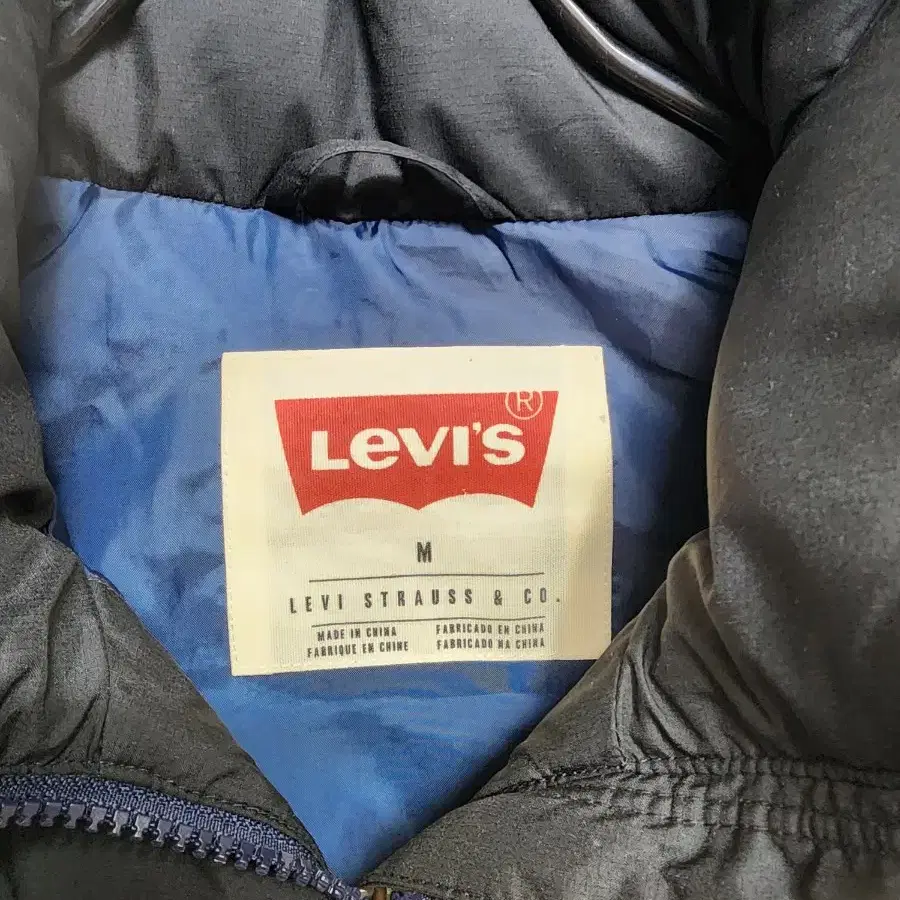 LEVI'S ®
M
LEVI STRAUSS & CO.
MADE IN CHINA FABRICADO EN CHINA
FABRIQUE EN CHINE FABRICADO NA CHINA